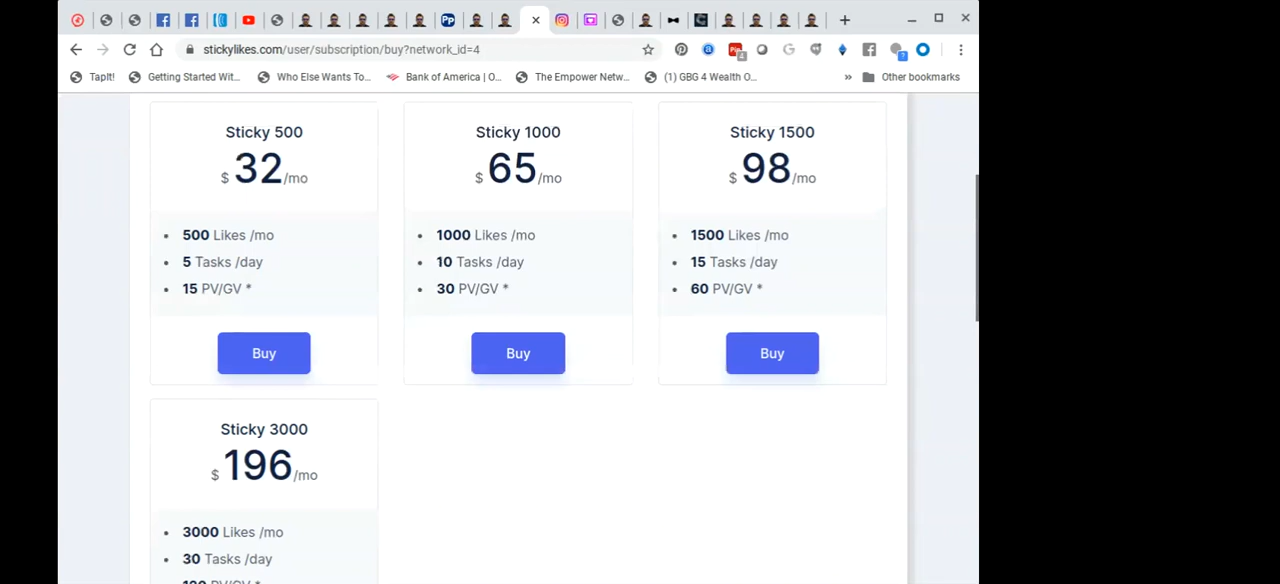 Pp
stickylikes.com/user/subscription/buy?network_id=4
TapIt!
Getting Started Wit...
Who Else Wants To...
Bank of America | O...
The Empower Netw...
(1) GBG 4 Wealth O...
»
Other bookmarks
Sticky 500
$ 32/mo
• 500 Likes /mo
• 5 Tasks /day
• 15 PV/GV *
Buy
Sticky 1000
$ 65/mo
• 1000 Likes /mo
• 10 Tasks /day
• 30 PV/GV *
Buy
Sticky 1500
$ 98/mo
• 1500 Likes /mo
• 15 Tasks /day
• 60 PV/GV *
Buy
Sticky 3000
$ 196/mo
• 3000 Likes /mo
• 30 Tasks /day